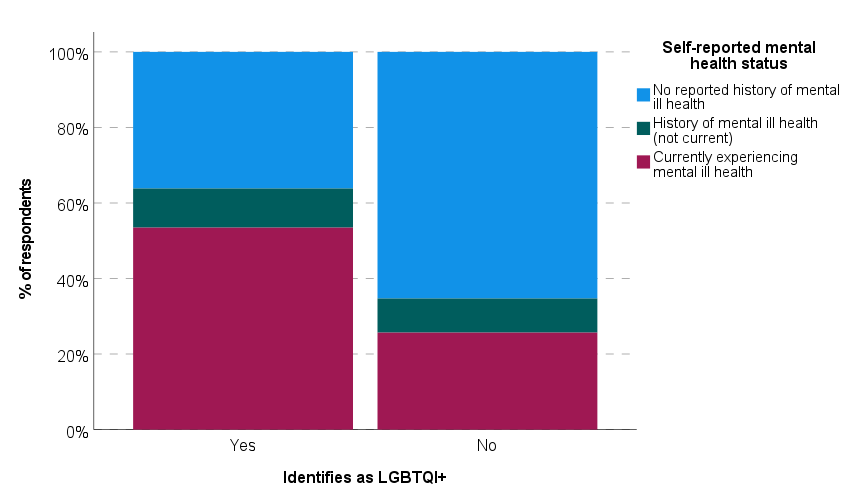 100%
80%
60%
40%
20%
0%
% of respondents
Yes
No
Identifies as LGBTQI+
Self-reported mental
health status
No reported history of mental
ill health
History of mental ill health
(not current)
Currently experiencing
mental ill health